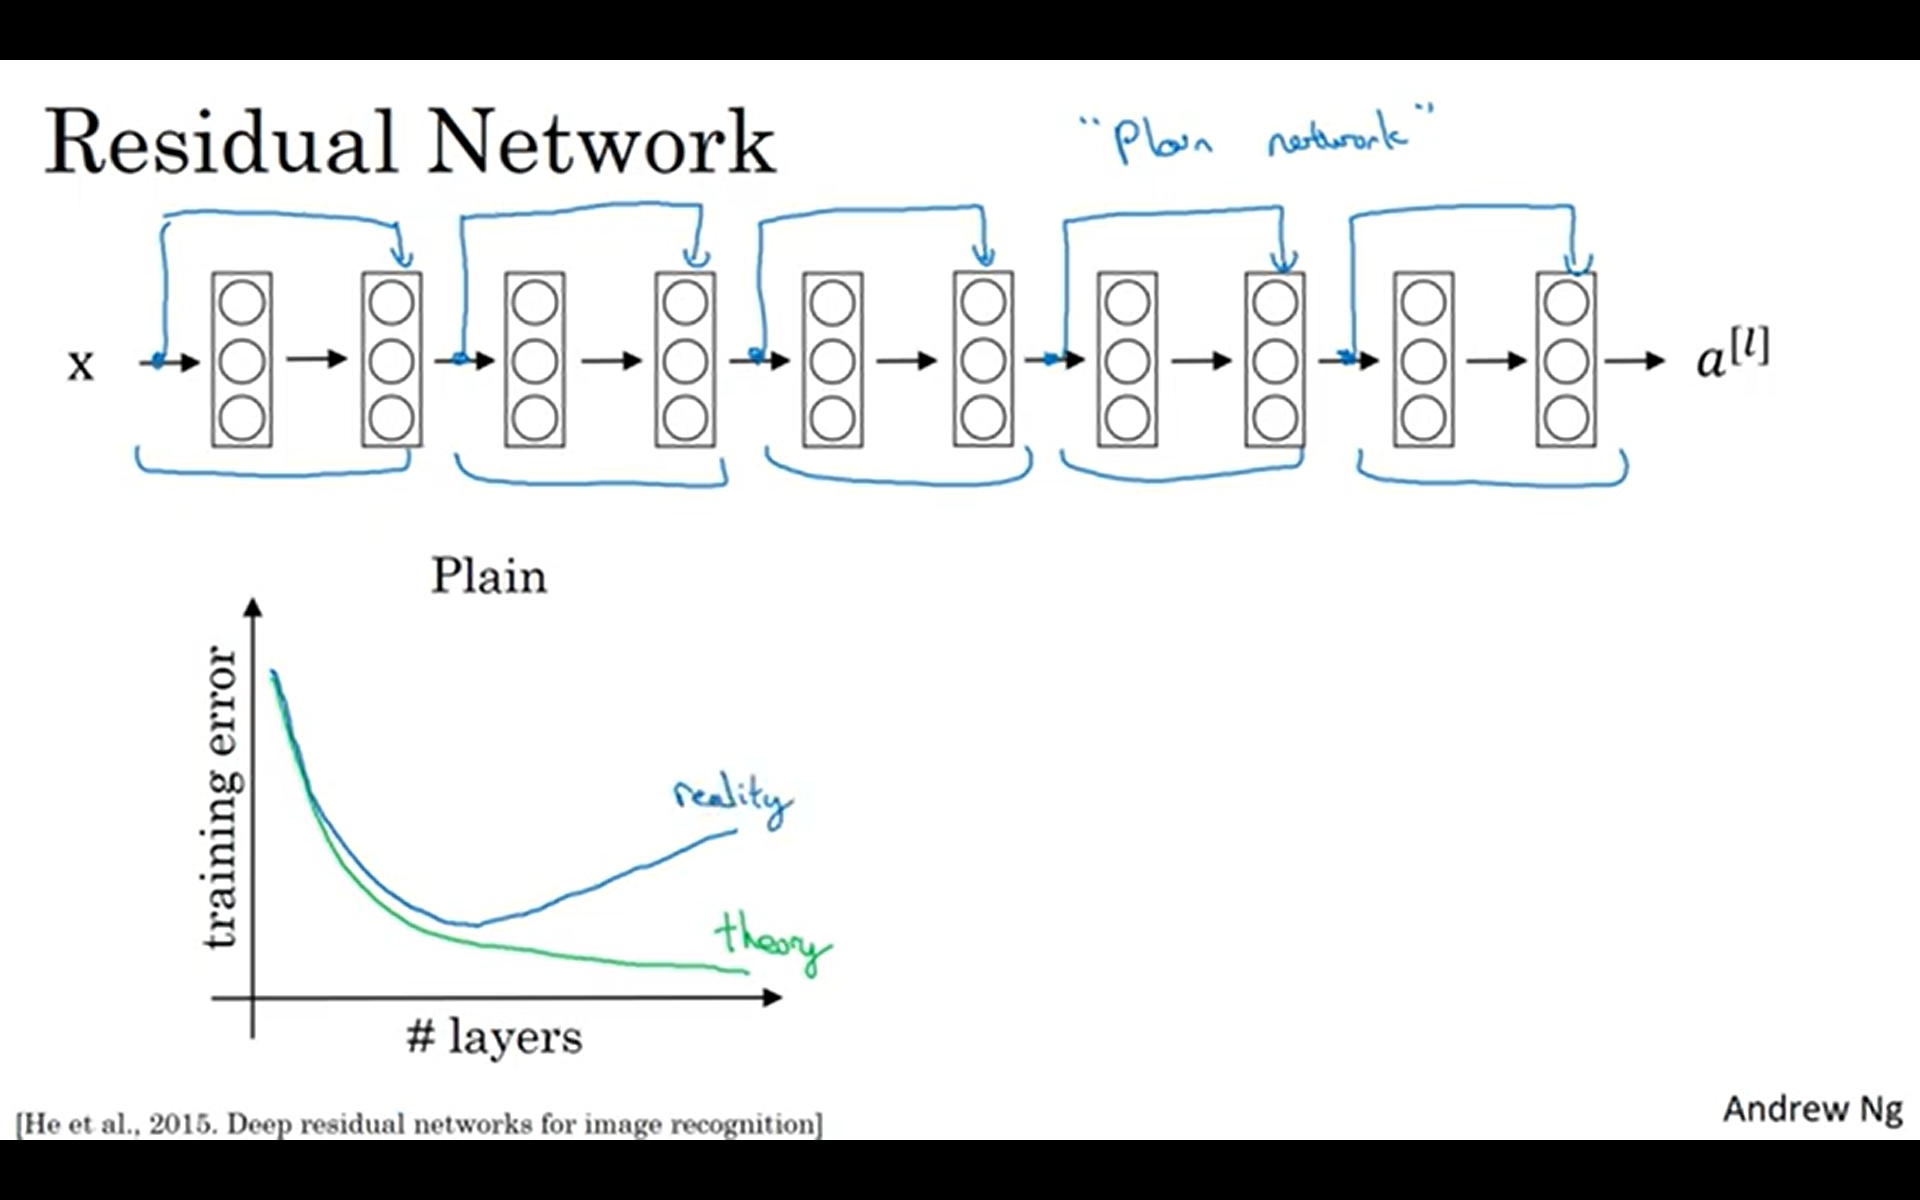 Residual Network
"Plain network"
x
a^[l]
Plain
training error
reality
theory
# layers
[He et al., 2015. Deep residual networks for image recognition]
Andrew Ng